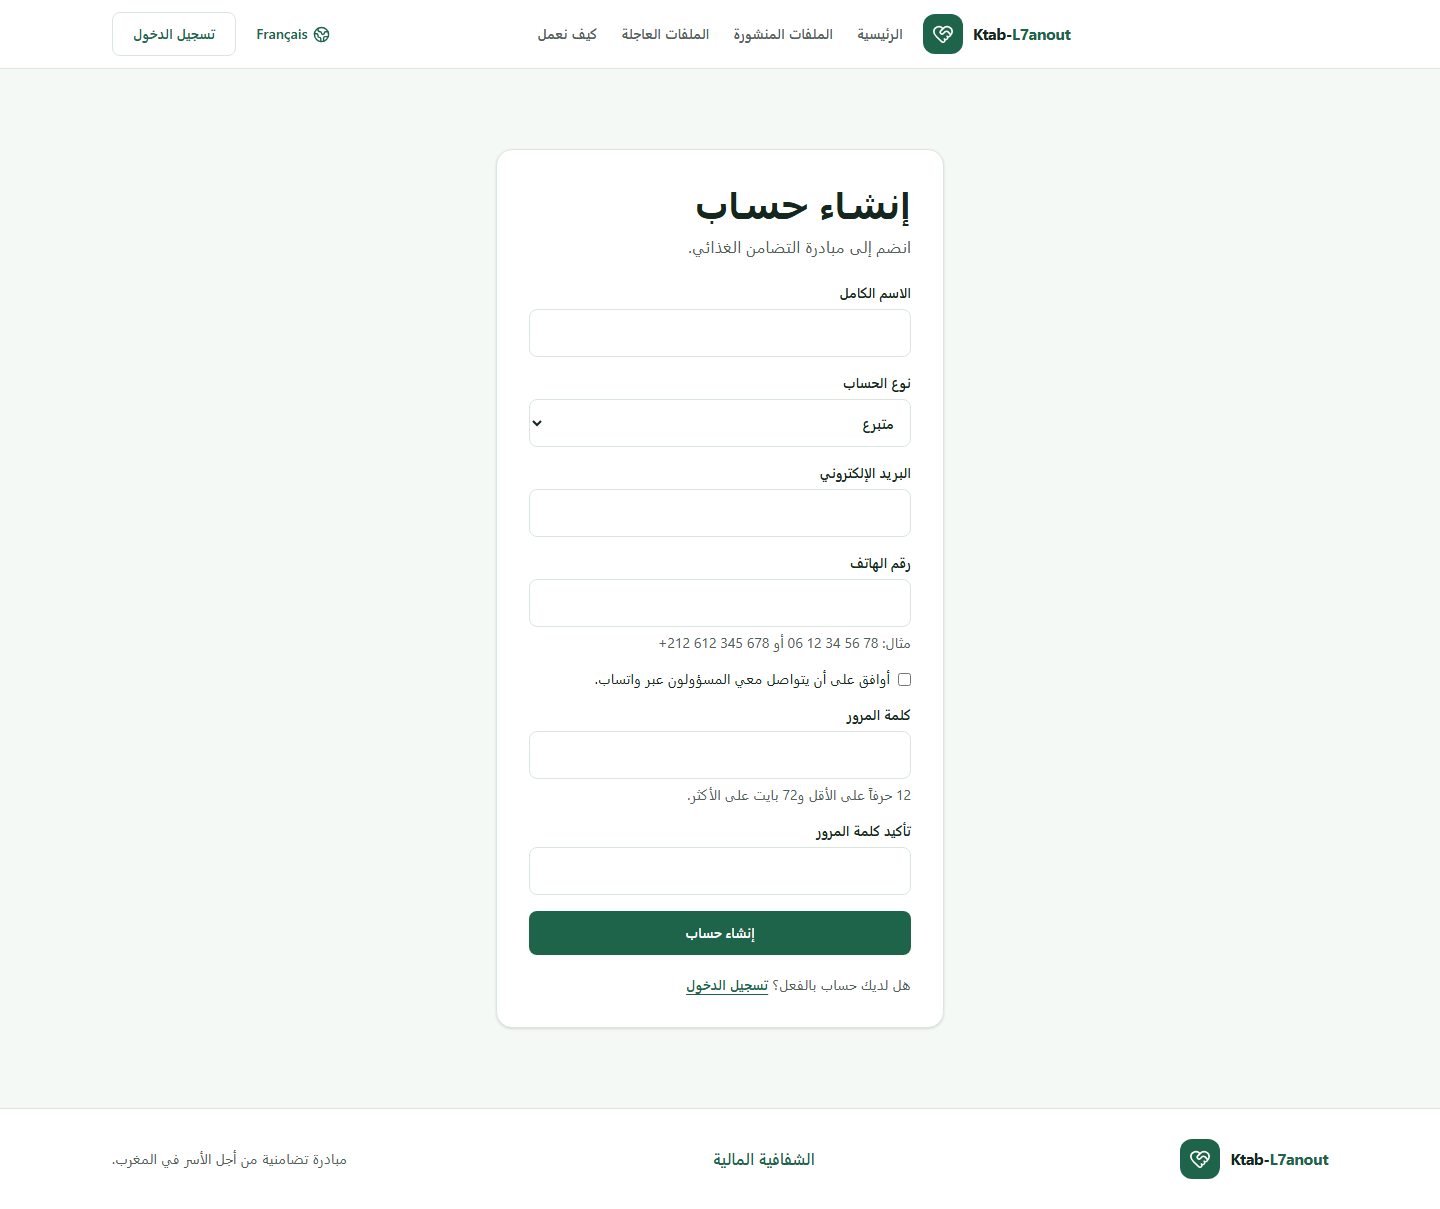 Ktab-L7anout
الرئيسية
الملفات المنشورة
الملفات العاجلة
كيف نعمل
Français
تسجيل الدخول
إنشاء حساب
انضم إلى مبادرة التضامن الغذائي.
الاسم الكامل
نوع الحساب
متبرع
البريد الإلكتروني
رقم الهاتف
مثال: 78 56 34 12 06 أو 678 345 612 212+
أوافق على أن يتواصل معي المسؤولون عبر واتساب.
كلمة المرور
12 حرفاً على الأقل و72 بايت على الأكثر.
تأكيد كلمة المرور
إنشاء حساب
هل لديك حساب بالفعل؟ تسجيل الدخول
Ktab-L7anout
الشفافية المالية
مبادرة تضامنية من أجل الأسر في المغرب.